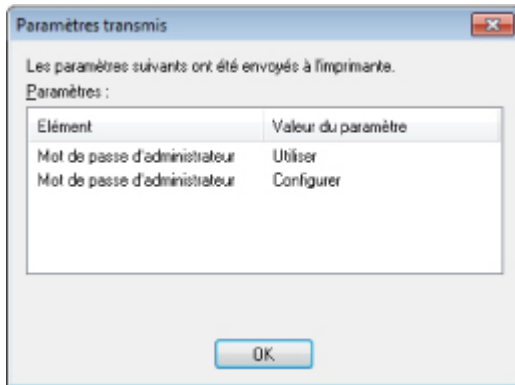 Paramètres transmis
Les paramètres suivants ont été envoyés à l'imprimante.
Paramètres :
Elément Valeur du paramètre
Mot de passe d'administrateur Utiliser
Mot de passe d'administrateur Configurer
OK